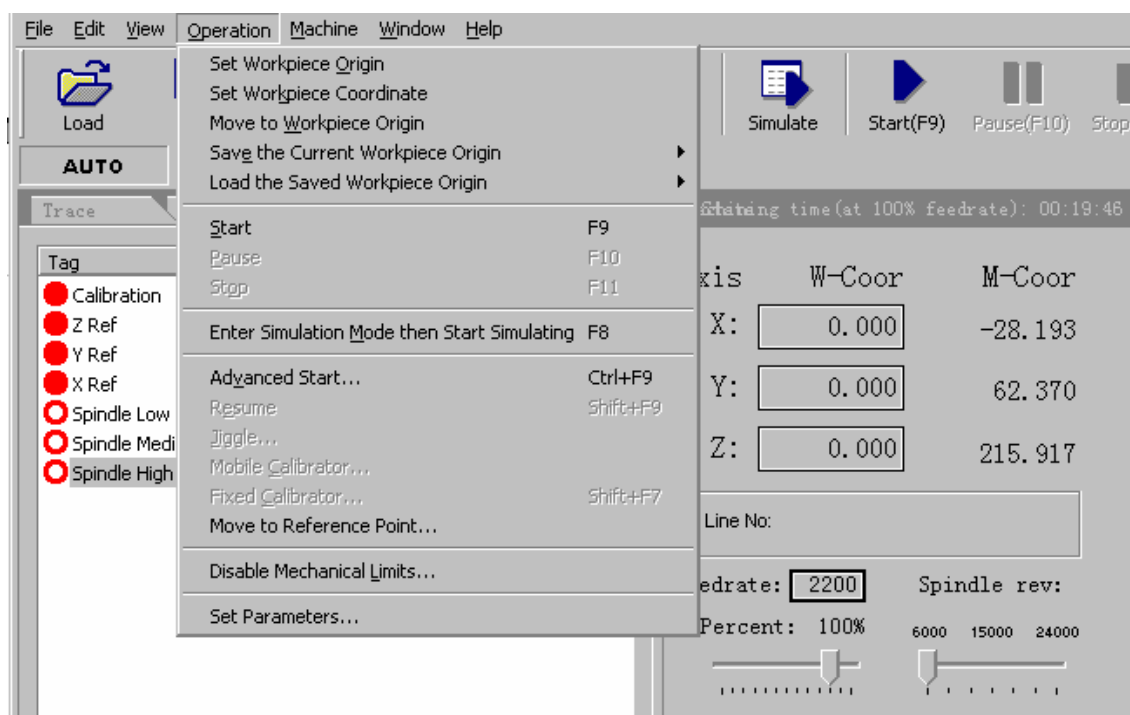 File Edit View Operation Machine Window Help
Load
Simulate Start(F9) Pause(F10) Stop
AUTO
Set Workpiece Origin
Set Workpiece Coordinate
Move to Workpiece Origin
Save the Current Workpiece Origin
Load the Saved Workpiece Origin
Start F9
Pause F10
Stop F11
Enter Simulation Mode then Start Simulating F8
Advanced Start... Ctrl+F9
Resume Shift+F9
Jiggle...
Mobile Calibrator...
Fixed Calibrator... Shift+F7
Move to Reference Point...
Disable Mechanical Limits...
Set Parameters...
Trace
Tag
Calibration
Z Ref
Y Ref
X Ref
Spindle Low
Spindle Medi
Spindle High
time(at 100% feedrate): 00:19:46
xis W-Coor M-Coor
X: 0.000 -28.193
Y: 0.000 62.370
Z: 0.000 215.917
Line No:
edrate: 2200 Spindle rev:
Percent: 100% 6000 15000 24000